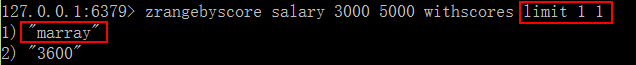 127.0.0.1:6379> zrangebyscore salary 3000 5000 withscores limit 1 1
1) "marray"
2) "3600"